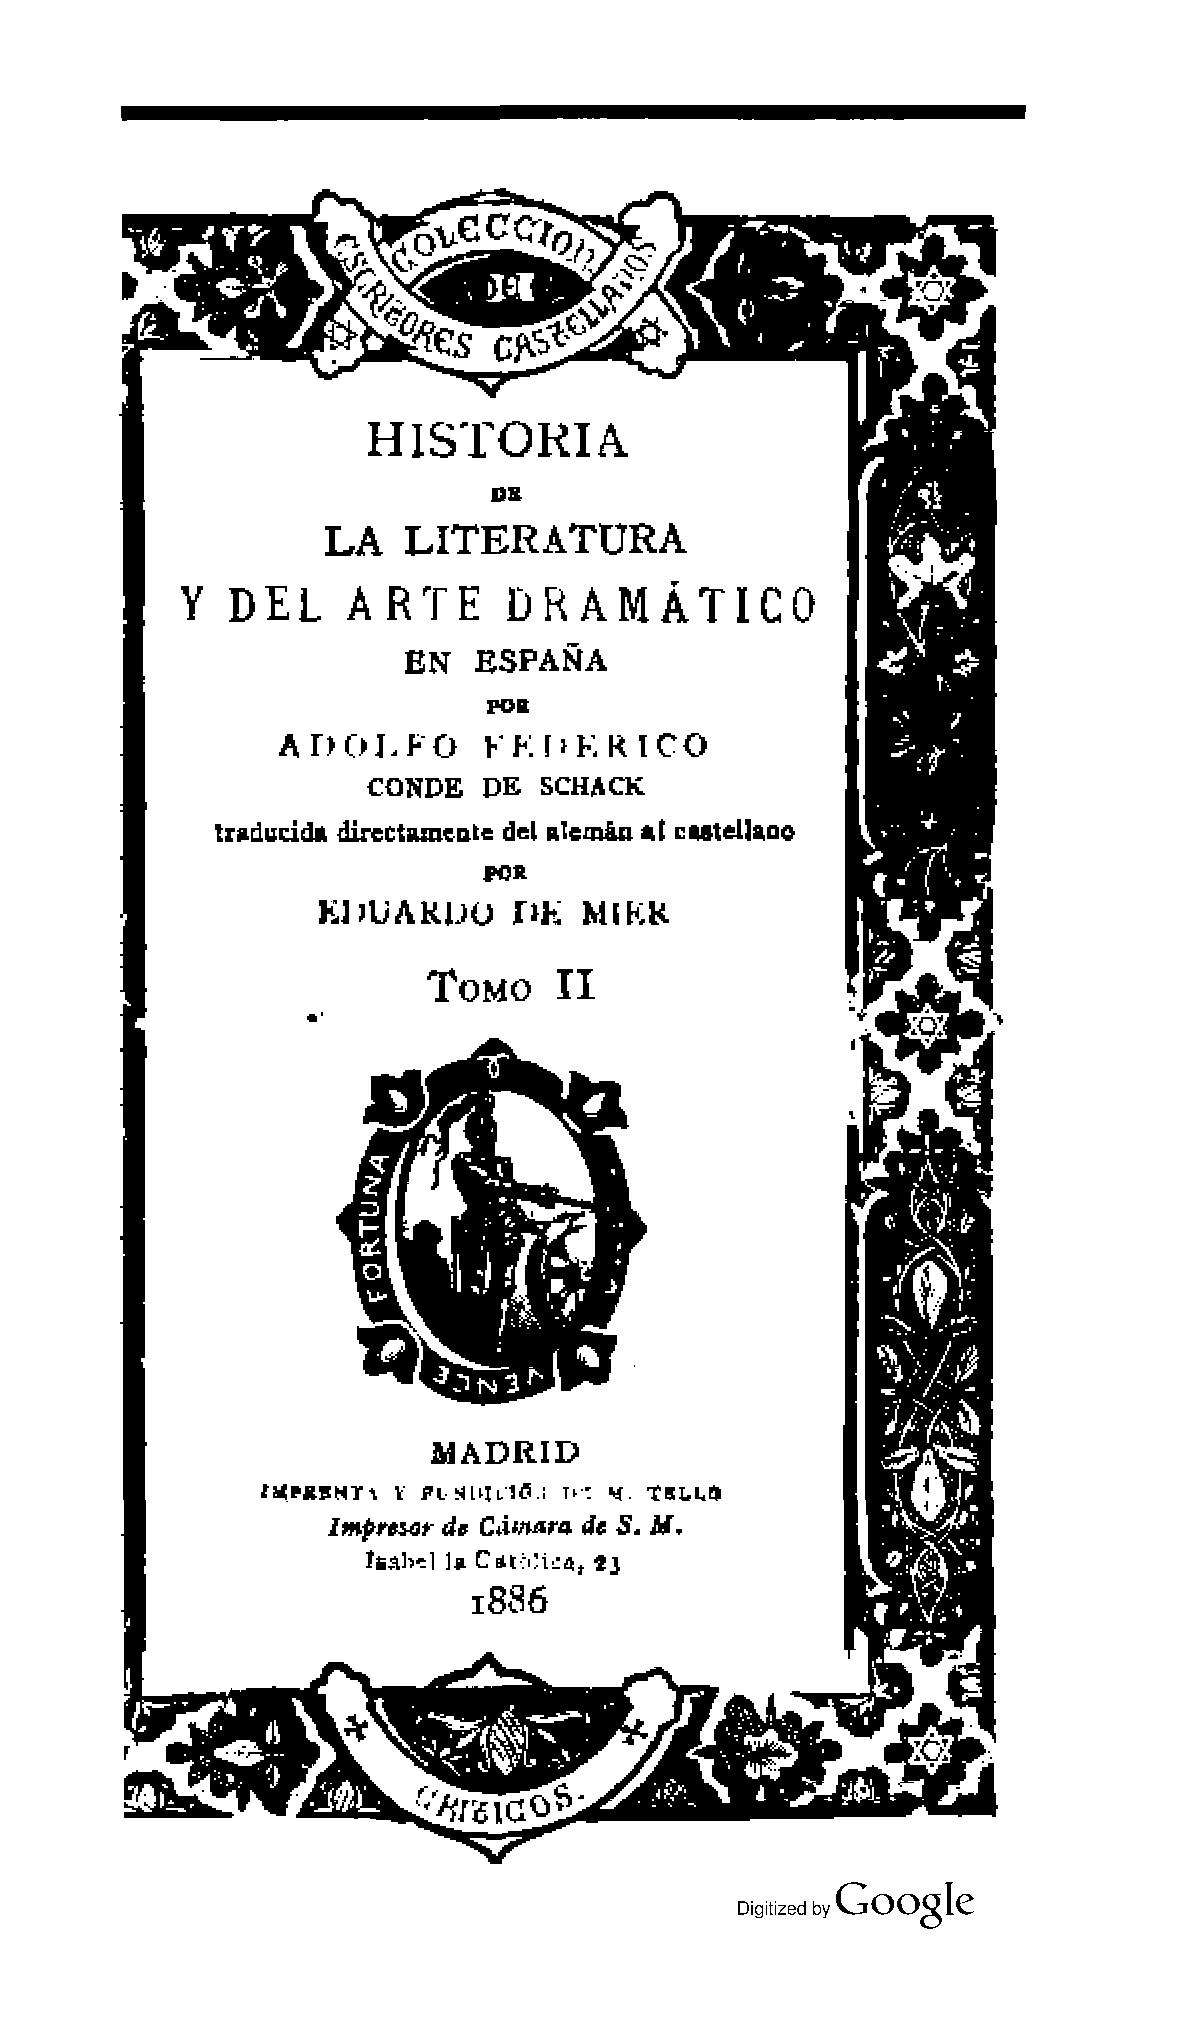 COLECCION
DE
ESCRITORES CASTELLANOS
HISTORIA
DE
LA LITERATURA
Y DEL ARTE DRAMÁTICO
EN ESPAÑA
POR
ADOLFO FEDERICO
CONDE DE SCHACK
traducida directamente del alemán al castellano
POR
EDUARDO DE MIER
TOMO II
FORTUNA
VENCE
MADRID
IMPRENTA Y FUNDICIÓN DE M. TELLO
Impresor de Cámara de S. M.
Isabel la Católica, 23
1886
CRITICOS.
Digitized by Google